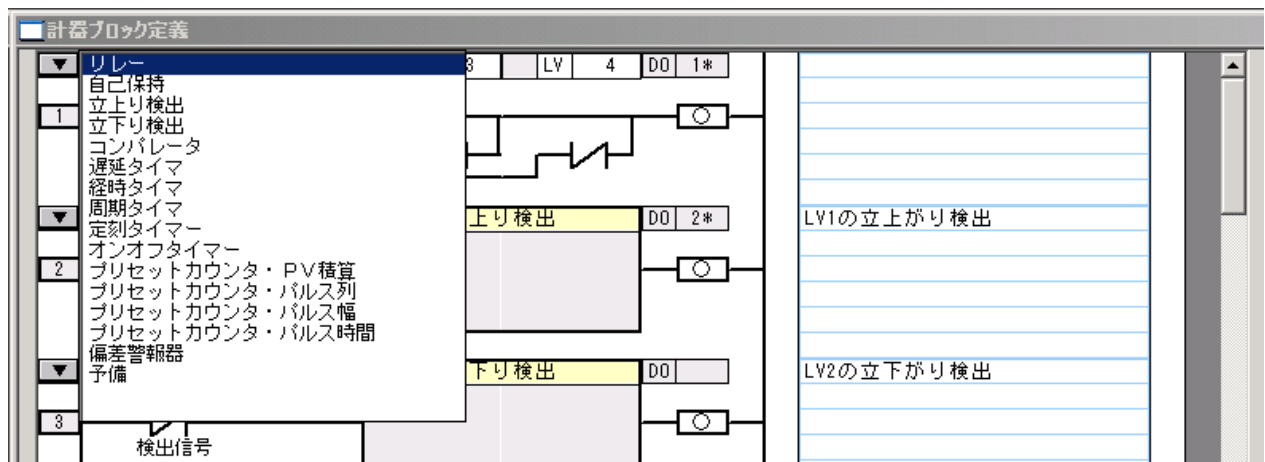 計器ブロック定義
▼ リレー 3 LV 4 DO 1*
自己保持
立上り検出
1 立下り検出
コンパレータ
遅延タイマ
経時タイマ
周期タイマ
▼ 上り検出 DO 2* LV1の立上がり検出
定刻タイマー
オンオフタイマー
2 プリセットカウンタ・PV積算
プリセットカウンタ・パルス列
プリセットカウンタ・パルス幅
プリセットカウンタ・パルス時間
偏差警報器
▼ 予備 下り検出 DO LV2の立下がり検出
3
検出信号